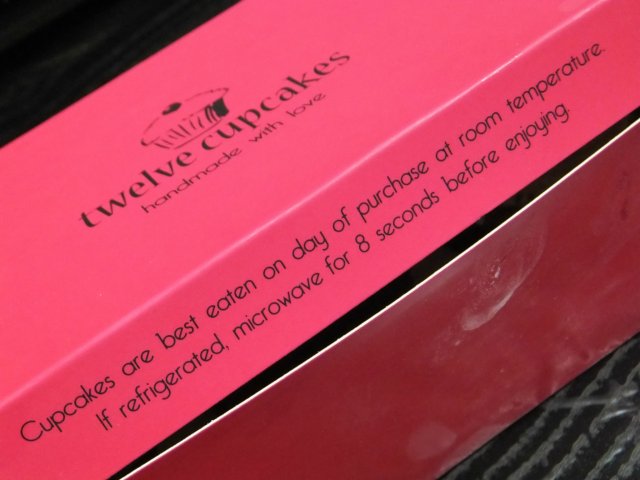 twelve cupcakes
handmade with love
Cupcakes are best eaten on day of purchase at room temperature.
If refrigerated, microwave for 8 seconds before enjoying.